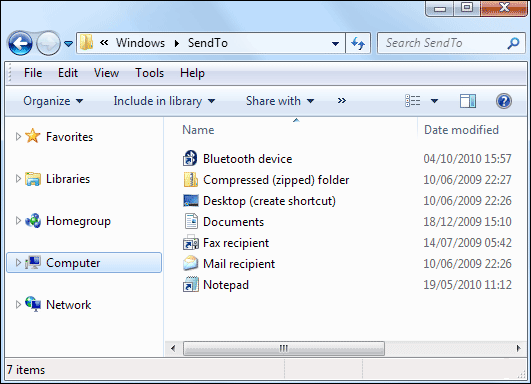 « Windows ▸ SendTo Search SendTo
File Edit View Tools Help
Organize Include in library Share with »
Name Date modified
Favorites
Libraries
Homegroup
Computer
Network
Bluetooth device 04/10/2010 15:57
Compressed (zipped) folder 10/06/2009 22:27
Desktop (create shortcut) 10/06/2009 22:26
Documents 18/12/2009 15:10
Fax recipient 14/07/2009 05:42
Mail recipient 10/06/2009 22:26
Notepad 19/05/2010 11:12
7 items